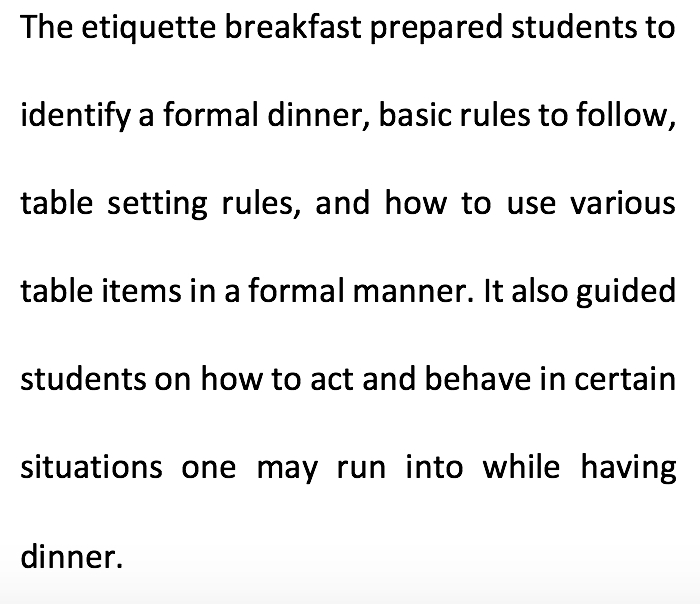 The etiquette breakfast prepared students to
identify a formal dinner, basic rules to follow,
table setting rules, and how to use various
table items in a formal manner. It also guided
students on how to act and behave in certain
situations one may run into while having
dinner.